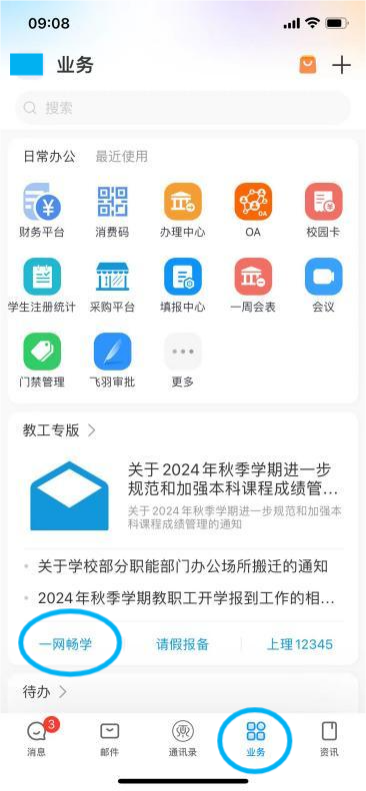 09:08
业务
搜索
日常办公 最近使用
财务平台 消费码 办理中心 OA 校园卡
学生注册统计 采购平台 填报中心 一周会表 会议
门禁管理 飞羽审批 更多
教工专版
关于2024年秋季学期进一步
规范和加强本科课程成绩管...
关于2024年秋季学期进一步规范和加强本
科课程成绩管理的通知
关于学校部分职能部门办公场所搬迁的通知
2024年秋季学期教职工开学报到工作的相...
一网畅学 请假报备 上理12345
待办
3
消息 邮件 通讯录 业务 资讯